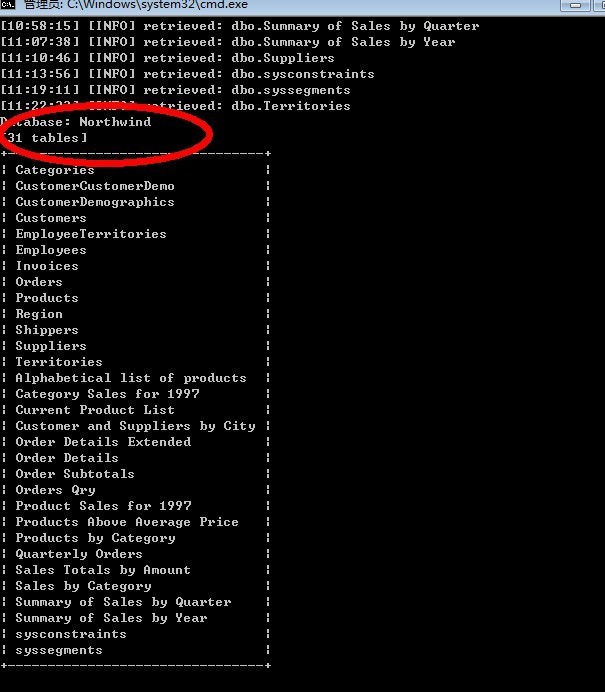 管理员: C:\Windows\system32\cmd.exe
[10:58:15] [INFO] retrieved: dbo.Summary of Sales by Quarter
[11:07:38] [INFO] retrieved: dbo.Summary of Sales by Year
[11:10:46] [INFO] retrieved: dbo.Suppliers
[11:13:56] [INFO] retrieved: dbo.sysconstraints
[11:19:11] [INFO] retrieved: dbo.syssegments
[11:22:33] [INFO] retrieved: dbo.Territories
Database: Northwind
[31 tables]
+---------------------------------+
| Categories |
| CustomerCustomerDemo |
| CustomerDemographics |
| Customers |
| EmployeeTerritories |
| Employees |
| Invoices |
| Orders |
| Products |
| Region |
| Shippers |
| Suppliers |
| Territories |
| Alphabetical list of products |
| Category Sales for 1997 |
| Current Product List |
| Customer and Suppliers by City |
| Order Details Extended |
| Order Details |
| Order Subtotals |
| Orders Qry |
| Product Sales for 1997 |
| Products Above Average Price |
| Products by Category |
| Quarterly Orders |
| Sales Totals by Amount |
| Sales by Category |
| Summary of Sales by Quarter |
| Summary of Sales by Year |
| sysconstraints |
| syssegments |
+---------------------------------+